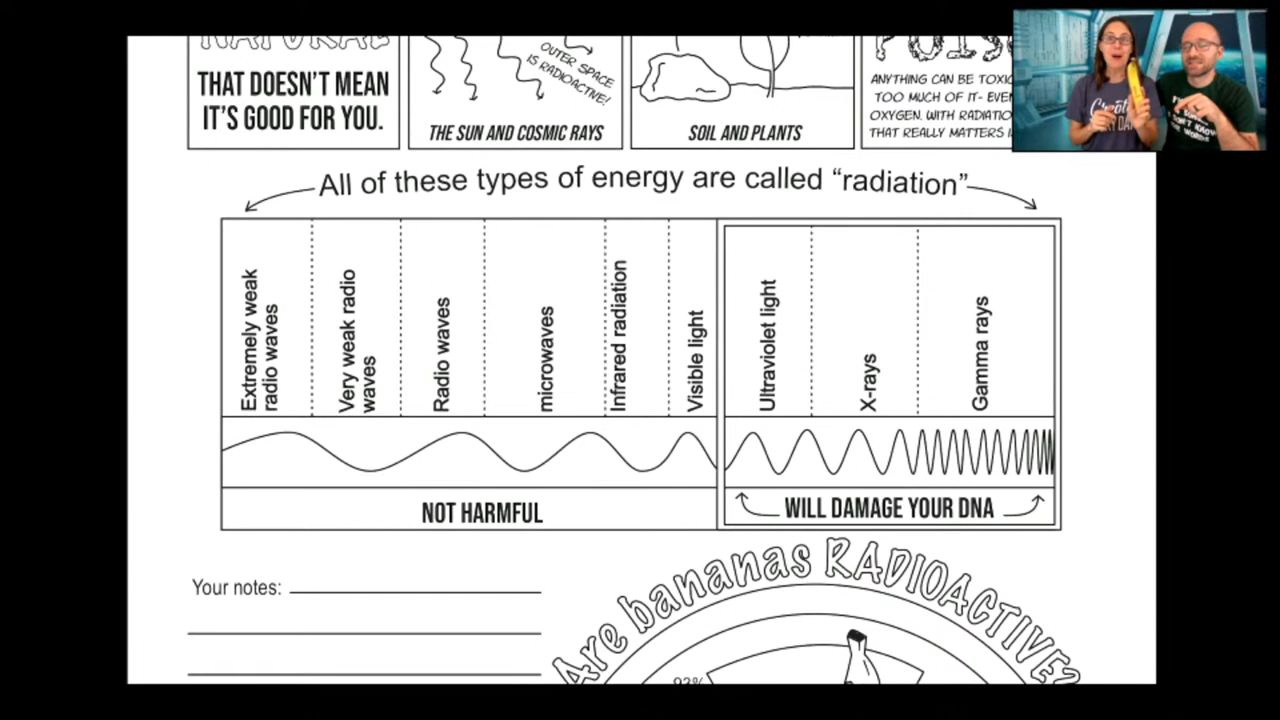 NATURAL
THAT DOESN'T MEAN
IT'S GOOD FOR YOU.
OUTER SPACE
IS RADIOACTIVE!
THE SUN AND COSMIC RAYS
SOIL AND PLANTS
ANYTHING CAN BE TOXIC
TOO MUCH OF IT- EVEN
OXYGEN. WITH RADIATIO
THAT REALLY MATTERS I
All of these types of energy are called “radiation”
Extremely weak
radio waves
Very weak radio
waves
Radio waves
microwaves
Infrared radiation
Visible light
Ultraviolet light
X-rays
Gamma rays
NOT HARMFUL
WILL DAMAGE YOUR DNA
Your notes:
Are bananas RADIOACTIVE?
93%